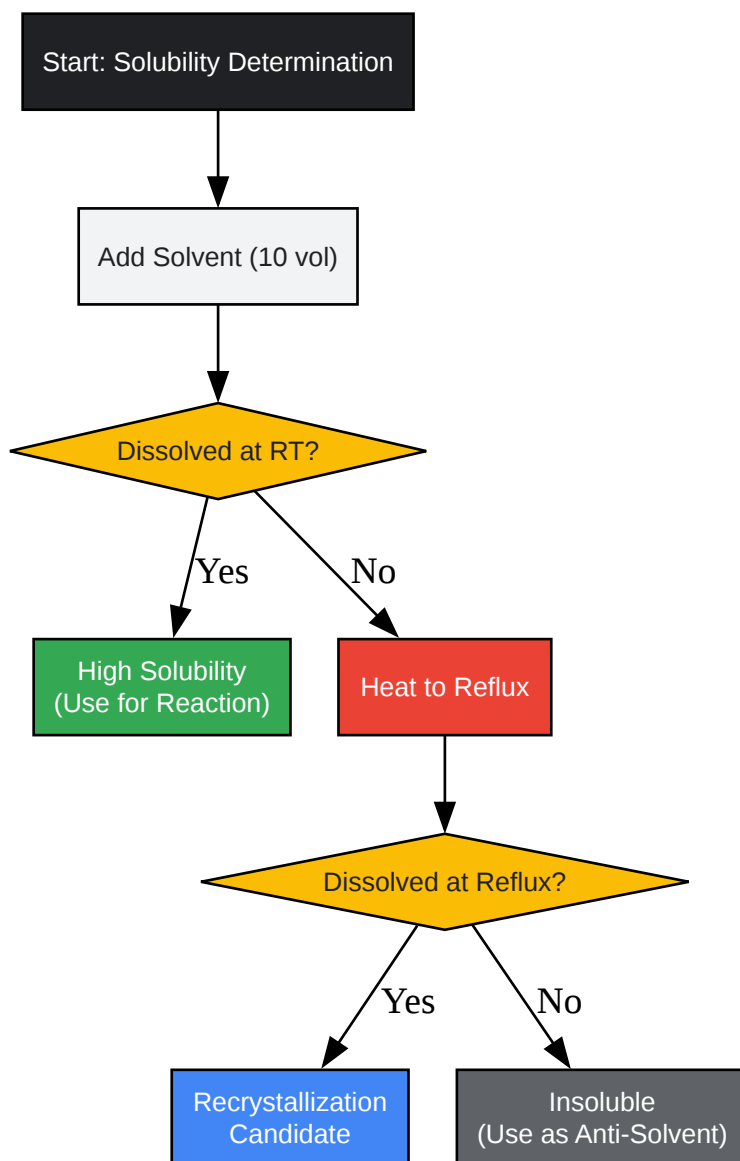 Start: Solubility Determination
Add Solvent (10 vol)
Dissolved at RT?
Yes
No
High Solubility
(Use for Reaction)
Heat to Reflux
Dissolved at Reflux?
Yes
No
Recrystallization
Candidate
Insoluble
(Use as Anti-Solvent)